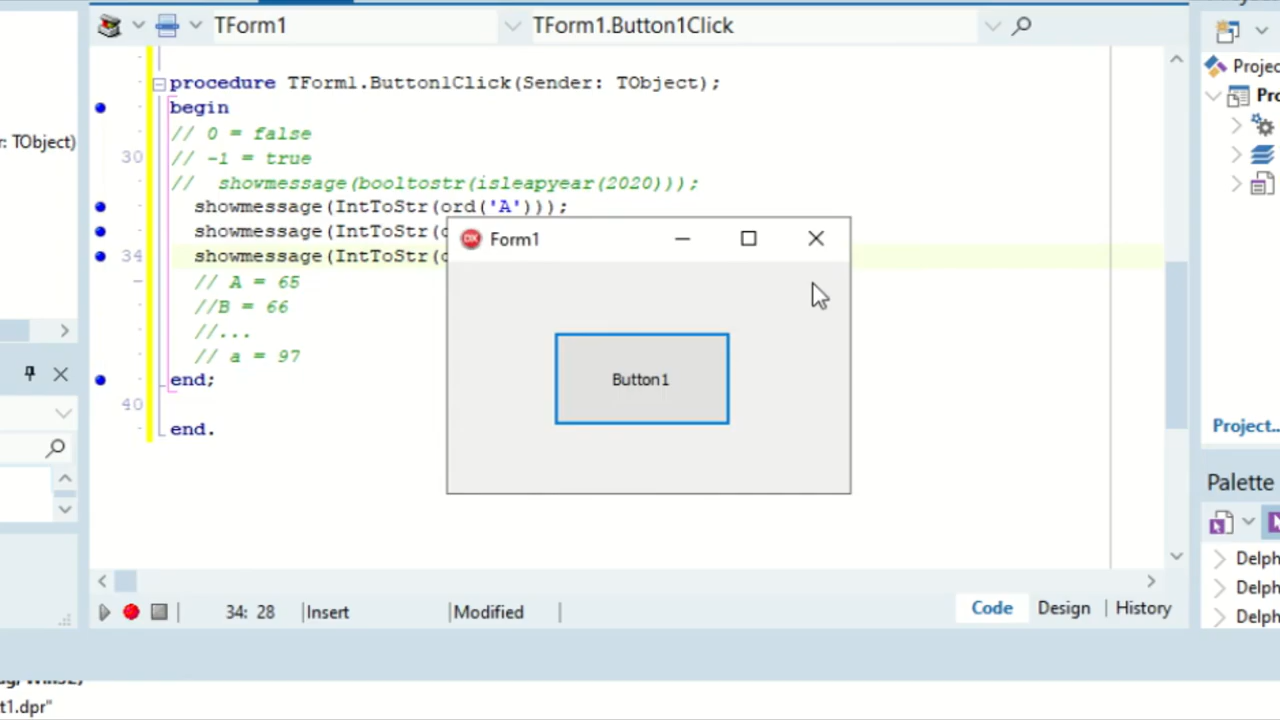 TForm1 TForm1.Button1Click
procedure TForm1.Button1Click(Sender: TObject);
begin
// 0 = false
30 // -1 = true
// showmessage(booltostr(isleapyear(2020)));
showmessage(IntToStr(ord('A')));
showmessage(IntToStr(
34 showmessage(IntToStr(
// A = 65
//B = 66
//...
// a = 97
end;
40
end.
r: TObject)
Form1
Button1
34: 28 Insert Modified Code Design History
t1.dpr"
Projec
Pro
Project...
Palette
Delph
Delph
Delph